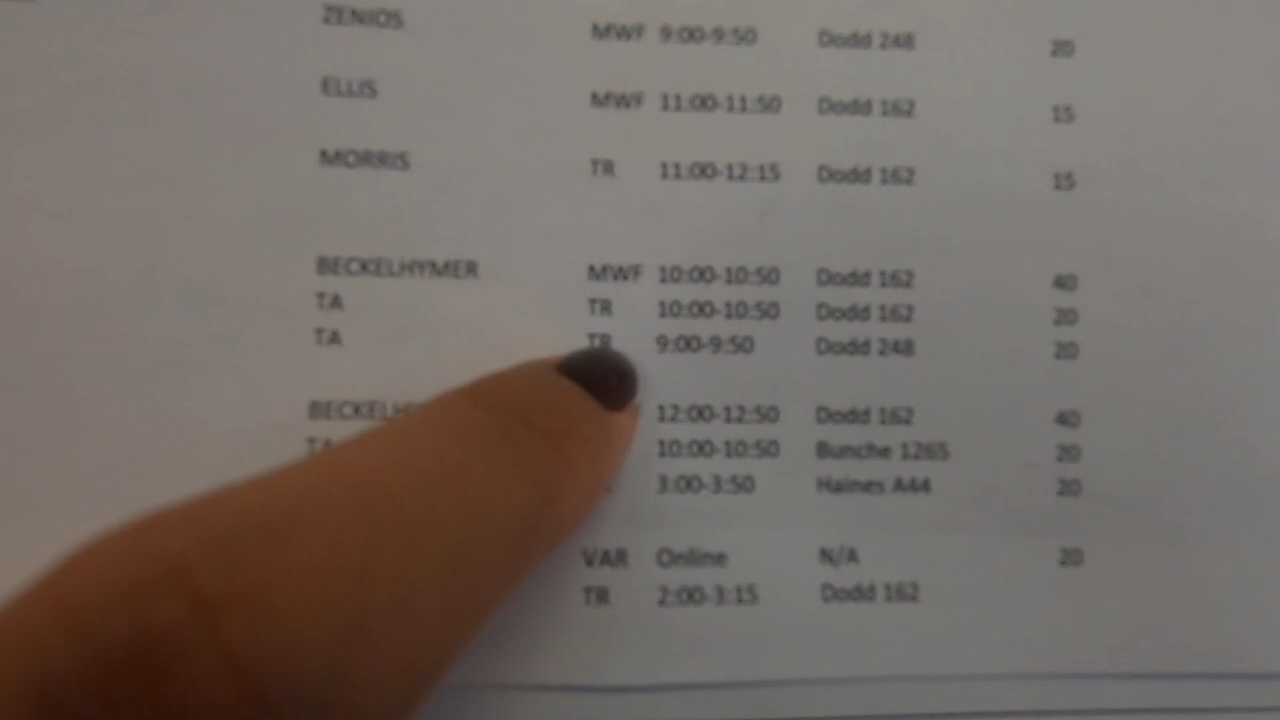 ZENIOS MWF 9:00-9:50 Dodd 248 20
ELLIS MWF 11:00-11:50 Dodd 162 15
MORRIS TR 11:00-12:15 Dodd 162 15
BECKELHYMER MWF 10:00-10:50 Dodd 162 40
TA TR 10:00-10:50 Dodd 162 20
TA TR 9:00-9:50 Dodd 248 20
12:00-12:50 Dodd 162 40
10:00-10:50 Bunche 1265 20
3:00-3:50 Haines A44 20
VAR Online N/A 20
TR 2:00-3:15 Dodd 162